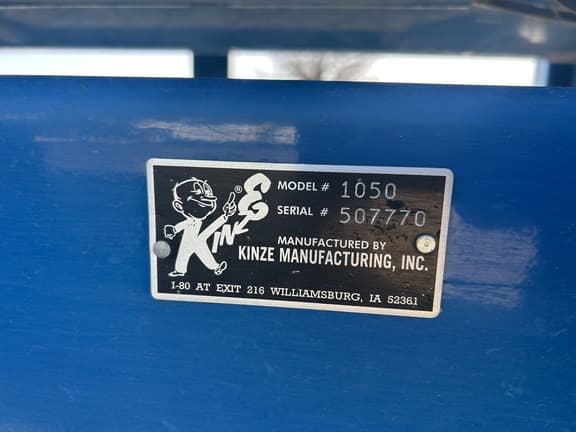 KINZE ®
MODEL # 1050
SERIAL # 507770
MANUFACTURED BY
KINZE MANUFACTURING, INC.
I-80 AT EXIT 216 WILLIAMSBURG, IA 52361